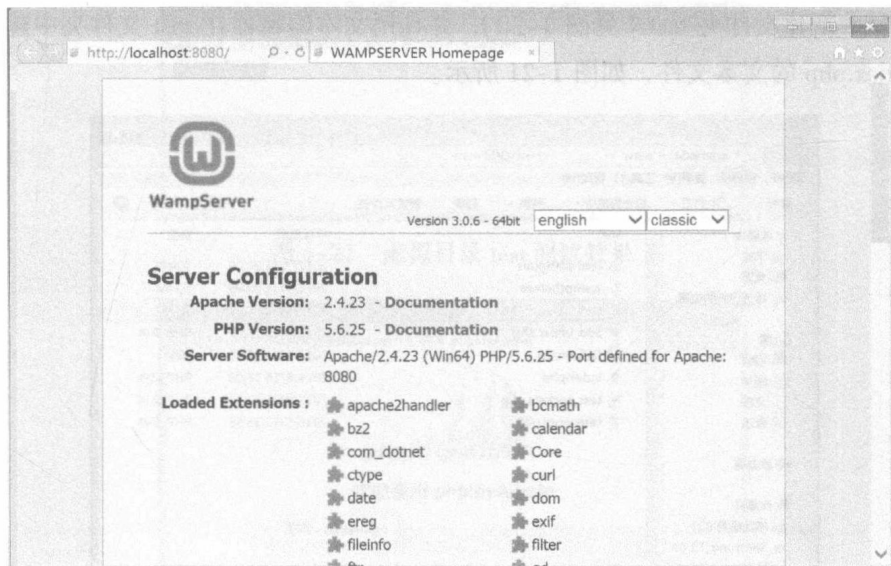 http://localhost:8080/
WAMPSERVER Homepage
WampServer
Version 3.0.6 - 64bit english classic
Server Configuration
Apache Version: 2.4.23 - Documentation
PHP Version: 5.6.25 - Documentation
Server Software: Apache/2.4.23 (Win64) PHP/5.6.25 - Port defined for Apache:
8080
Loaded Extensions : apache2handler bcmath
bz2 calendar
com_dotnet Core
ctype curl
date dom
ereg exif
fileinfo filter